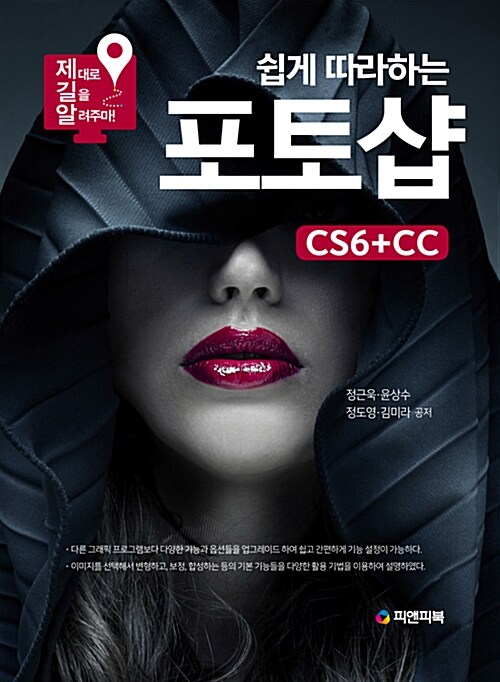 제대로
길을
알려주마!
쉽게 따라하는
포토샵
CS6+CC
정근욱·윤상수
정도영·김미라 공저
· 다른 그래픽 프로그램보다 다양한 기능과 옵션들을 업그레이드 하여 쉽고 간편하게 기능 설정이 가능하다.
· 이미지를 선택해서 변형하고, 보정, 합성하는 등의 기본 기능들을 다양한 활용 기법을 이용하여 설명하였다.
피앤피북